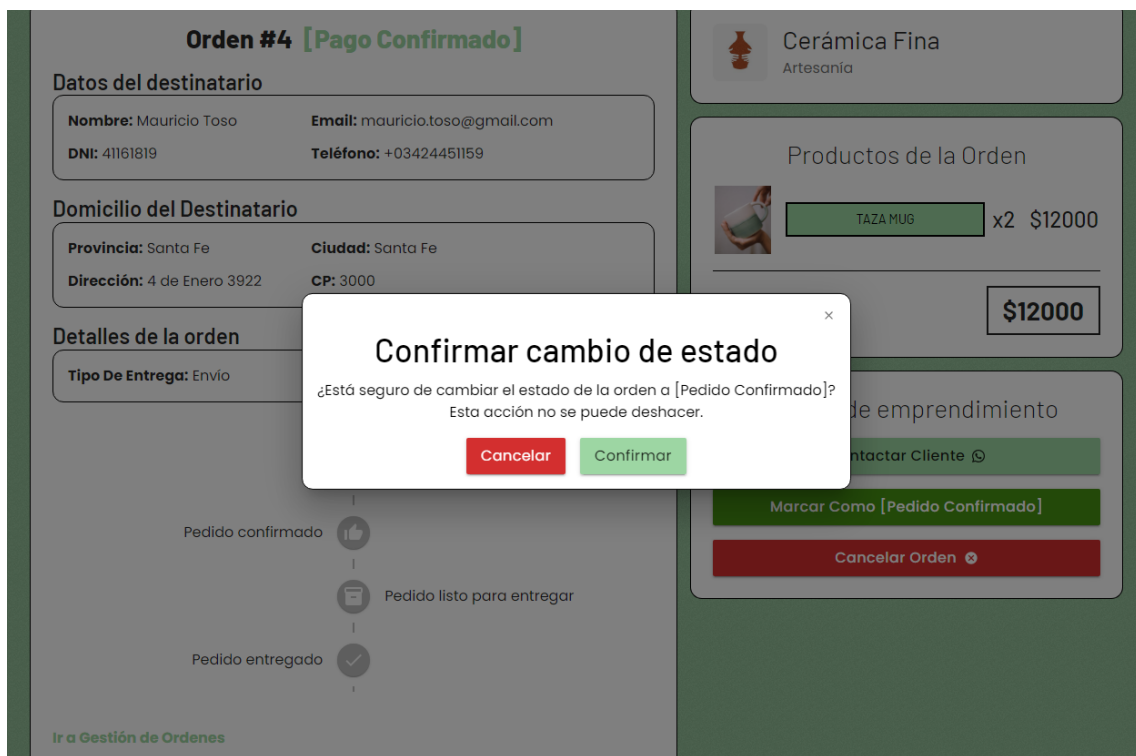 Orden #4 [Pago Confirmado]
Datos del destinatario
Nombre: Mauricio Toso Email: mauricio.toso@gmail.com
DNI: 41161819 Teléfono: +03424451159
Domicilio del Destinatario
Provincia: Santa Fe Ciudad: Santa Fe
Dirección: 4 de Enero 3922 CP: 3000
Detalles de la orden
Tipo De Entrega: Envío
Confirmar cambio de estado
¿Está seguro de cambiar el estado de la orden a [Pedido Confirmado]?
Esta acción no se puede deshacer.
Cancelar Confirmar
Pedido confirmado
Pedido listo para entregar
Pedido entregado
Ir a Gestión de Ordenes
Cerámica Fina
Artesanía
Productos de la Orden
TAZA MUG x2 $12000
$12000
de emprendimiento
ntactar Cliente
Marcar Como [Pedido Confirmado]
Cancelar Orden